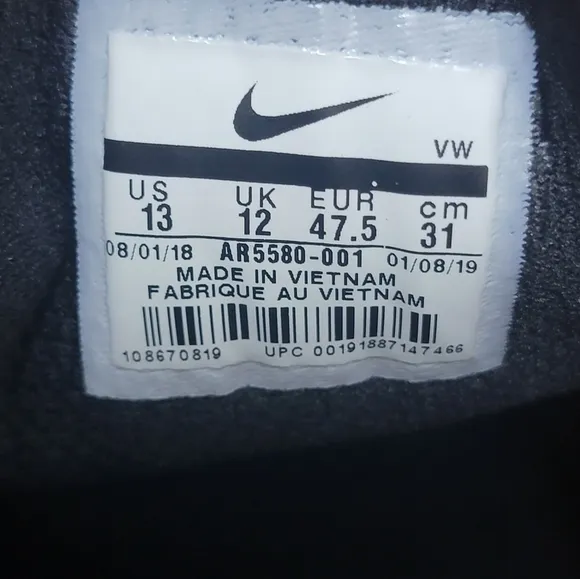 VW
US UK EUR cm
13 12 47.5 31
08/01/18 AR5580-001 01/08/19
MADE IN VIETNAM
FABRIQUE AU VIETNAM
108670819 UPC 00191887147466